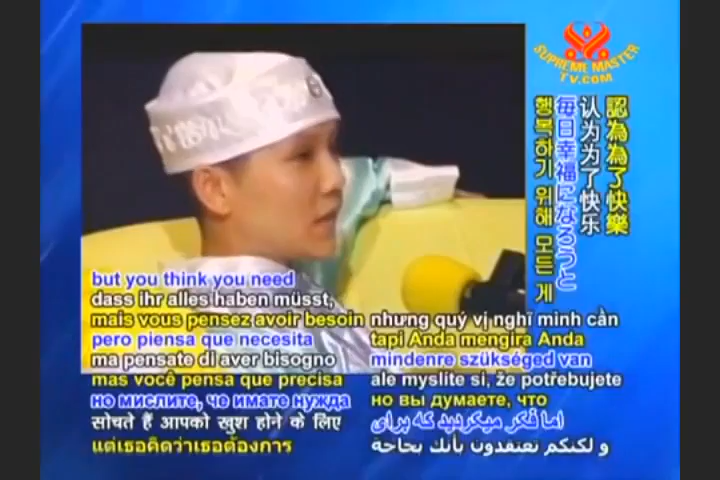 SUPREME MASTER
TV.COM
認為為了快樂
认为为了快乐
毎日幸福になろうと
행복하기 위해 모든 게
but you think you need
dass ihr alles haben müsst,
mais vous pensez avoir besoin
pero piensa que necesita
ma pensate di aver bisogno
mas você pensa que precisa
но мислите, че имате нужда
सोचते हैं आपको खुश होने के लिए
แต่เธอคิดว่าเธอต้องการ
nhưng quý vị nghĩ mình cần
tapi Anda mengira Anda
mindenre szükséged van
ale myslíte si, že potřebujete
но вы думаете, что
اما فکر میکردید که برای
و لكنكم تعتقدون بأنك بحاجة